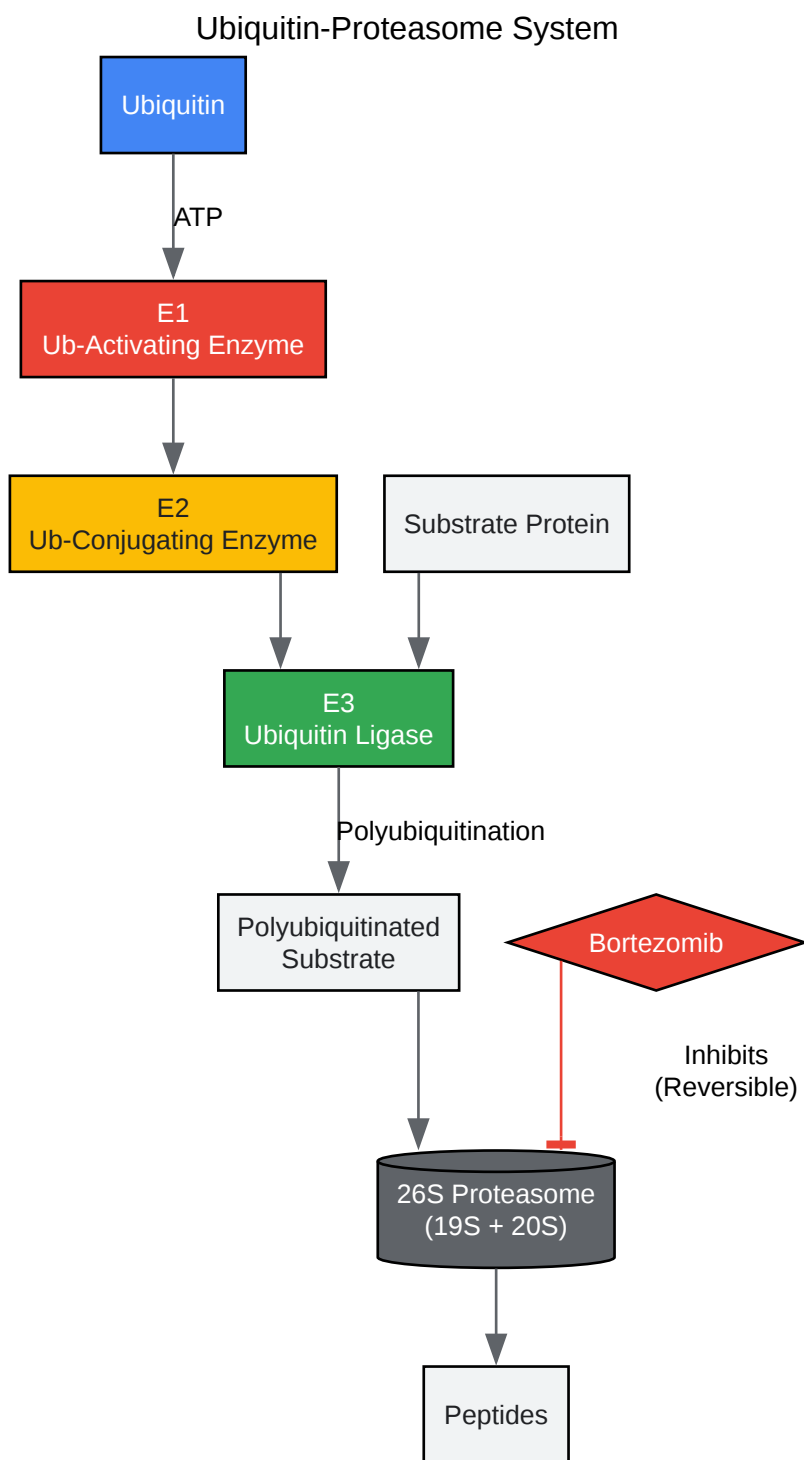 Ubiquitin-Proteasome System
Ubiquitin
ATP
E1
Ub-Activating Enzyme
E2
Ub-Conjugating Enzyme
Substrate Protein
E3
Ubiquitin Ligase
Polyubiquitination
Polyubiquitinated
Substrate
Bortezomib
Inhibits
(Reversible)
26S Proteasome
(19S + 20S)
Peptides